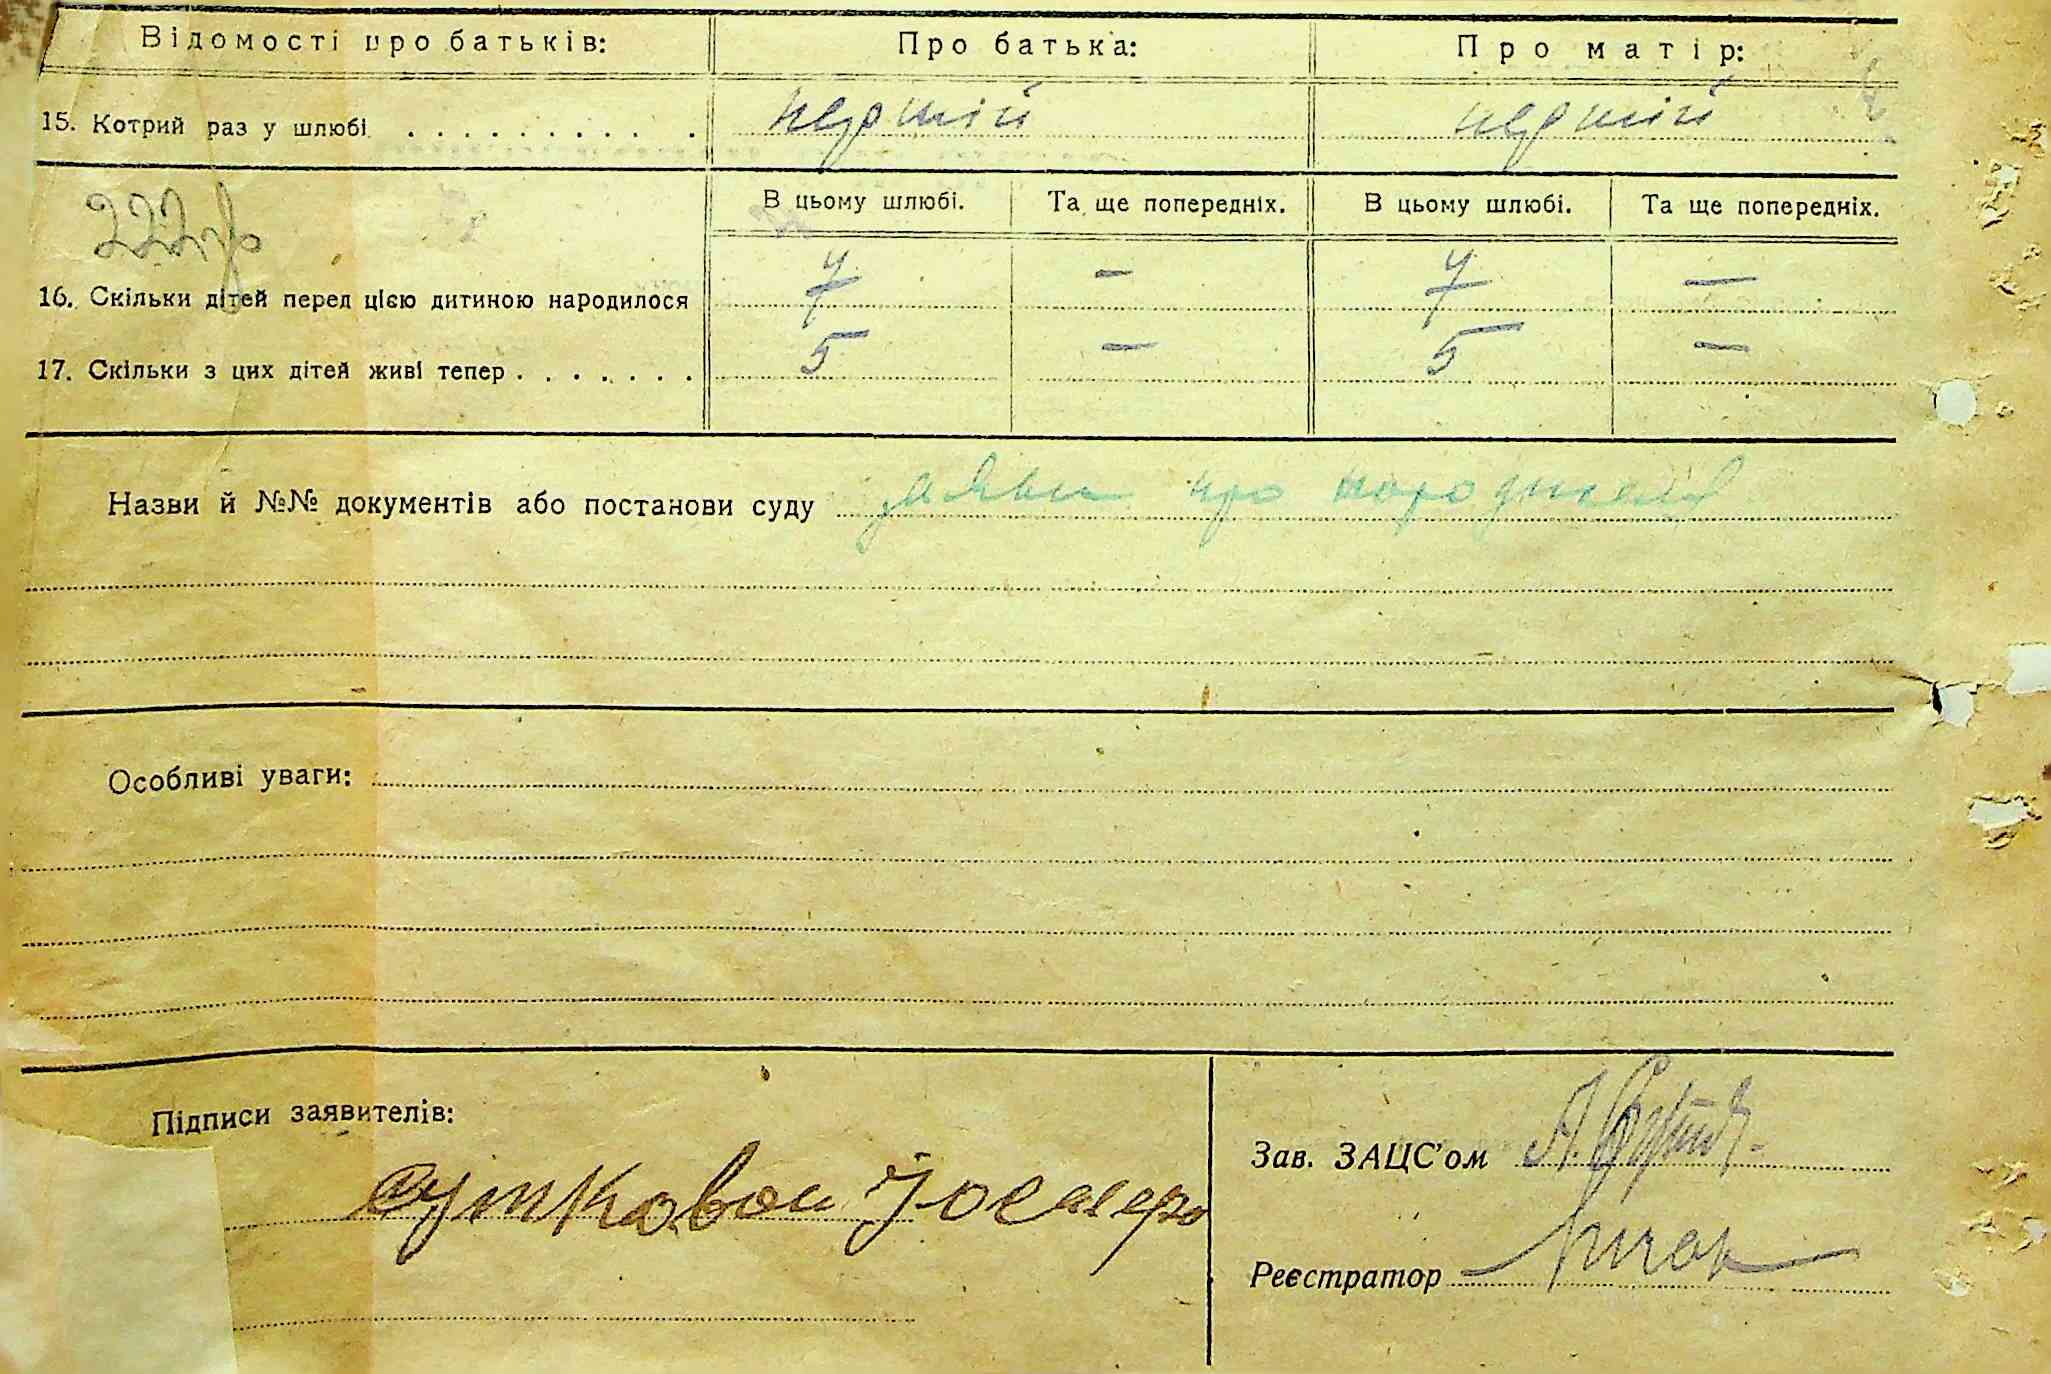 Відомості про батьків: Про батька: Про матір:
15. Котрий раз у шлюбі . . . . . . . . . . перший перший
В цьому шлюбі. Та ще попередніх. В цьому шлюбі. Та ще попередніх.
16. Скільки дітей перед цією дитиною народилося 7 — 7 —
17. Скільки з цих дітей живі тепер . . . . . . . 5 — 5 —
Назви й №№ документів або постанови суду про
Особливі уваги:
Підписи заявителів:
Зав. ЗАЦС'ом
Реєстратор